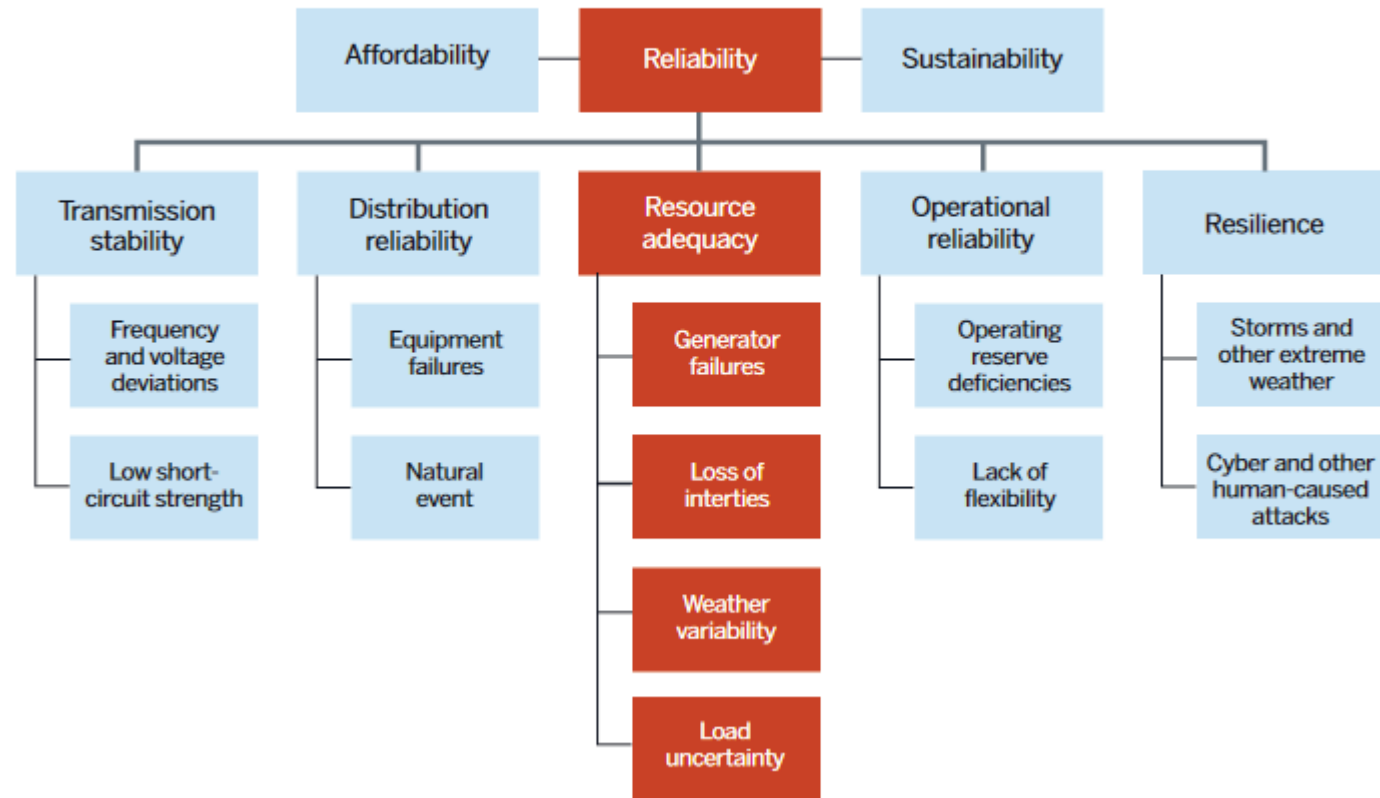 Affordability
Reliability
Sustainability
Transmission
stability
Distribution
reliability
Resource
adequacy
Operational
reliability
Resilience
Frequency
and voltage
deviations
Low short-
circuit strength
Equipment
failures
Natural
event
Generator
failures
Loss of
interties
Weather
variability
Load
uncertainty
Operating
reserve
deficiencies
Lack of
flexibility
Storms and
other extreme
weather
Cyber and other
human-caused
attacks